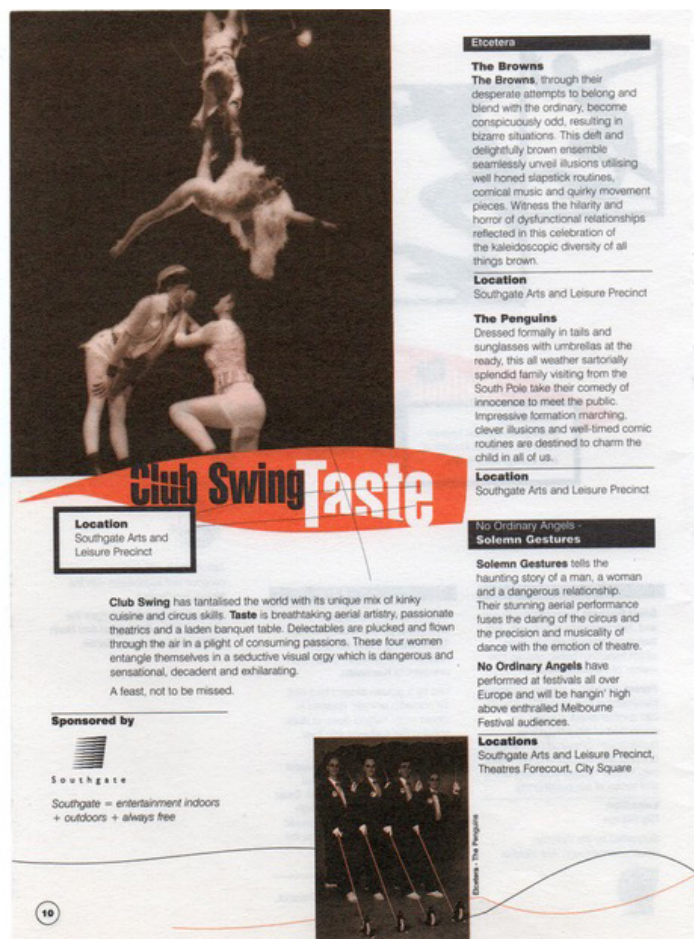 Club Swing Taste
Location
Southgate Arts and
Leisure Precinct
Club Swing has tantalised the world with its unique mix of kinky
cuisine and circus skills. Taste is breathtaking aerial artistry, passionate
theatrics and a laden banquet table. Delectables are plucked and flown
through the air in a plight of consuming passions. These four women
entangle themselves in a seductive visual orgy which is dangerous and
sensational, decadent and exhilarating.
A feast, not to be missed.
Sponsored by
Southgate
Southgate = entertainment indoors
+ outdoors + always free
10
Etcetera
The Browns
The Browns, through their
desperate attempts to belong and
blend with the ordinary, become
conspicuously odd, resulting in
bizarre situations. This deft and
delightfully brown ensemble
seamlessly unveil illusions utilising
well honed slapstick routines,
comical music and quirky movement
pieces. Witness the hilarity and
horror of dysfunctional relationships
reflected in this celebration of
the kaleidoscopic diversity of all
things brown.
Location
Southgate Arts and Leisure Precinct
The Penguins
Dressed formally in tails and
sunglasses with umbrellas at the
ready, this all weather sartorially
splendid family visiting from the
South Pole take their comedy of
innocence to meet the public.
Impressive formation marching,
clever illusions and well-timed comic
routines are destined to charm the
child in all of us.
Location
Southgate Arts and Leisure Precinct
No Ordinary Angels -
Solemn Gestures
Solemn Gestures tells the
haunting story of a man, a woman
and a dangerous relationship.
Their stunning aerial performance
fuses the daring of the circus and
the precision and musicality of
dance with the emotion of theatre.
No Ordinary Angels have
performed at festivals all over
Europe and will be hangin' high
above enthralled Melbourne
Festival audiences.
Locations
Southgate Arts and Leisure Precinct,
Theatres Forecourt, City Square
Etcetera - The Penguins